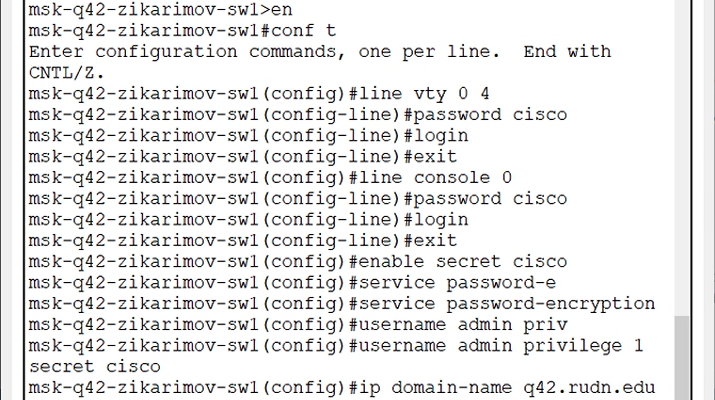 msk-q42-zikarimov-sw1>en
msk-q42-zikarimov-sw1#conf t
Enter configuration commands, one per line.  End with
CNTL/Z.
msk-q42-zikarimov-sw1(config)#line vty 0 4
msk-q42-zikarimov-sw1(config-line)#password cisco
msk-q42-zikarimov-sw1(config-line)#login
msk-q42-zikarimov-sw1(config-line)#exit
msk-q42-zikarimov-sw1(config)#line console 0
msk-q42-zikarimov-sw1(config-line)#password cisco
msk-q42-zikarimov-sw1(config-line)#login
msk-q42-zikarimov-sw1(config-line)#exit
msk-q42-zikarimov-sw1(config)#enable secret cisco
msk-q42-zikarimov-sw1(config)#service password-e
msk-q42-zikarimov-sw1(config)#service password-encryption
msk-q42-zikarimov-sw1(config)#username admin priv
msk-q42-zikarimov-sw1(config)#username admin privilege 1
secret cisco
msk-q42-zikarimov-sw1(config)#ip domain-name q42.rudn.edu